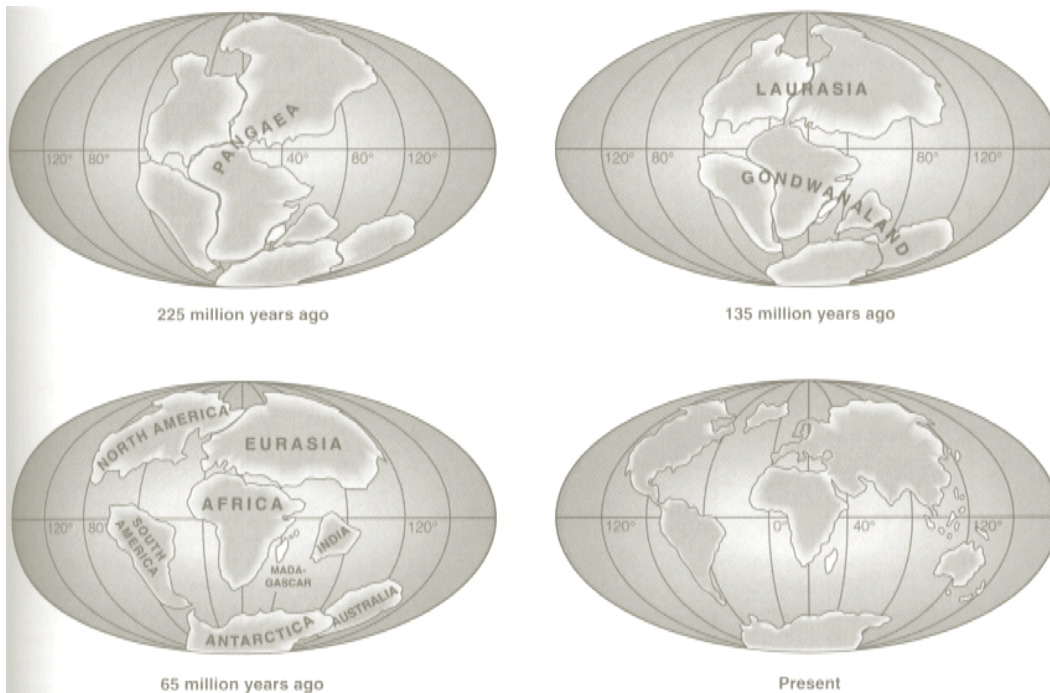 PANGAEA
120° 80° 40° 80° 120°
225 million years ago
LAURASIA
120° 80° 80° 120°
GONDWANALAND
135 million years ago
NORTH AMERICA
EURASIA
AFRICA
120° 80° 120°
SOUTH
AMERICA
INDIA
MADA-
GASCAR
AUSTRALIA
ANTARCTICA
65 million years ago
120° 80° 0° 40° 120°
Present